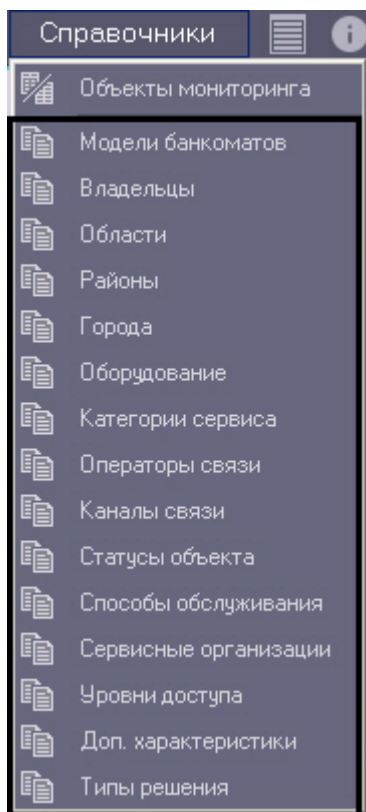 Справочники
Объекты мониторинга
Модели банкоматов
Владельцы
Области
Районы
Города
Оборудование
Категории сервиса
Операторы связи
Каналы связи
Статусы объекта
Способы обслуживания
Сервисные организации
Уровни доступа
Доп. характеристики
Типы решения